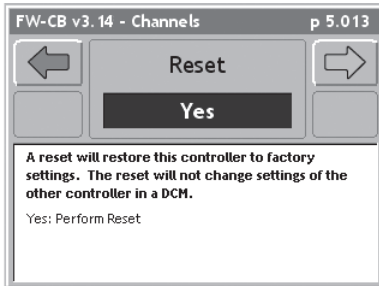 FW-CB v3.14 - Channels p 5.013
Reset
Yes
A reset will restore this controller to factory
settings. The reset will not change settings of the
other controller in a DCM.
Yes: Perform Reset